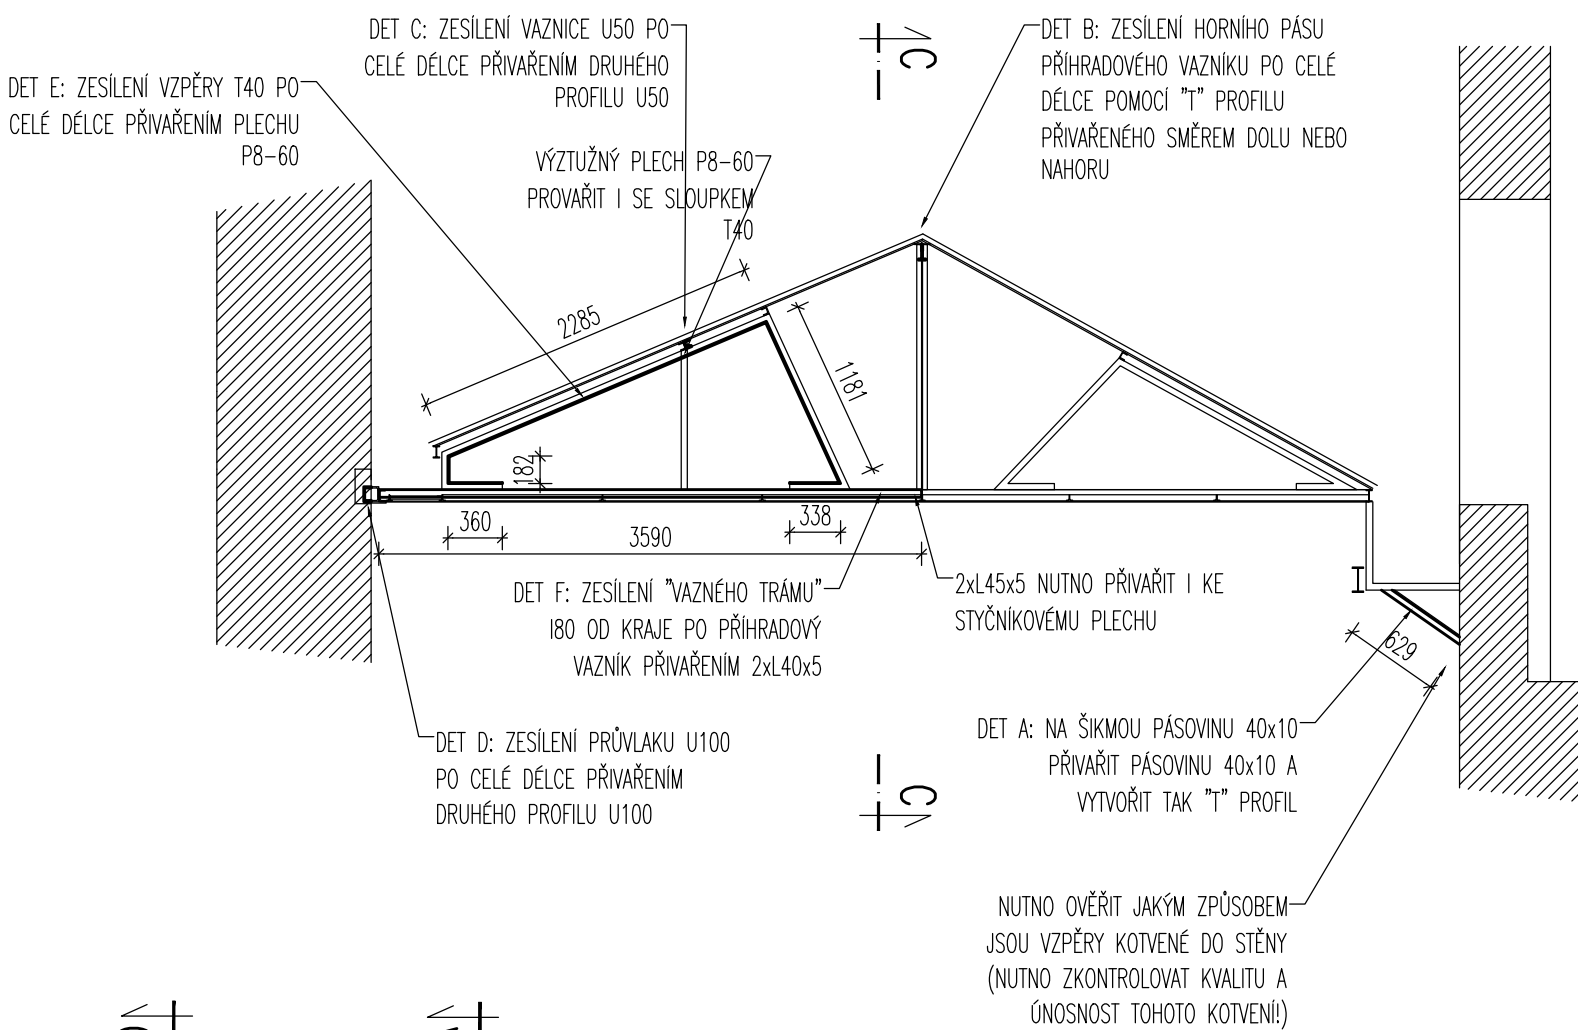 DET C: ZESÍLENÍ VAZNICE U50 PO
CELÉ DÉLCE PŘIVAŘENÍM DRUHÉHO
PROFILU U50
C
DET B: ZESÍLENÍ HORNÍHO PÁSU
PŘÍHRADOVÉHO VAZNÍKU PO CELÉ
DÉLCE POMOCÍ "T" PROFILU
PŘIVAŘENÉHO SMĚREM DOLU NEBO
NAHORU
DET E: ZESÍLENÍ VZPĚRY T40 PO
CELÉ DÉLCE PŘIVAŘENÍM PLECHU
P8-60
VÝZTUŽNÝ PLECH P8-60
PROVAŘIT I SE SLOUPKEM
T40
2285
1181
182
360
338
3590
DET F: ZESÍLENÍ "VAZNÉHO TRÁMU"
I80 OD KRAJE PO PŘÍHRADOVÝ
VAZNÍK PŘIVAŘENÍM 2xL40x5
2xL45x5 NUTNO PŘIVAŘIT I KE
STYČNÍKOVÉMU PLECHU
629
DET D: ZESÍLENÍ PRŮVLAKU U100
PO CELÉ DÉLCE PŘIVAŘENÍM
DRUHÉHO PROFILU U100
C
DET A: NA ŠIKMOU PÁSOVINU 40x10
PŘIVAŘIT PÁSOVINU 40x10 A
VYTVOŘIT TAK "T" PROFIL
NUTNO OVĚŘIT JAKÝM ZPŮSOBEM
JSOU VZPĚRY KOTVENÉ DO STĚNY
(NUTNO ZKONTROLOVAT KVALITU A
ÚNOSNOST TOHOTO KOTVENÍ!)